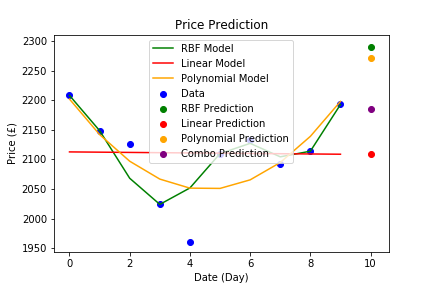 Price Prediction
2300
2250
2200
2150
2100
2050
2000
1950
Price (£)
RBF Model
Linear Model
Polynomial Model
Data
RBF Prediction
Linear Prediction
Polynomial Prediction
Combo Prediction
0 2 4 6 8 10
Date (Day)